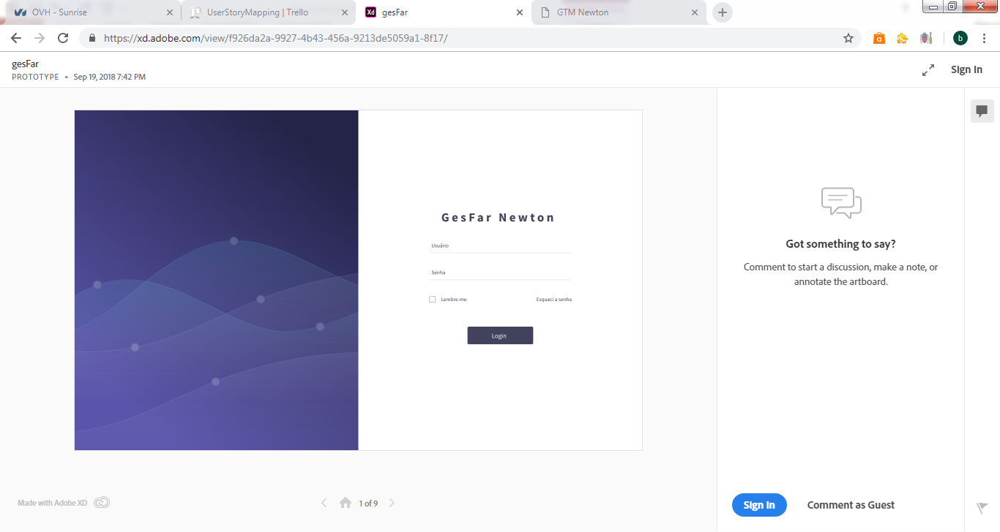 OVH - Sunrise
UserStoryMapping | Trello
Xd gesFar
GTM Newton
https://xd.adobe.com/view/f926da2a-9927-4b43-456a-9213de5059a1-8f17/
a
b
gesFar
PROTOTYPE • Sep 19, 2018 7:42 PM
Sign In
GesFar Newton
Usuário
Senha
Lembre-me
Esqueci a senha
Login
Got something to say?
Comment to start a discussion, make a note, or
annotate the artboard.
Made with Adobe XD
1 of 9
Sign In
Comment as Guest